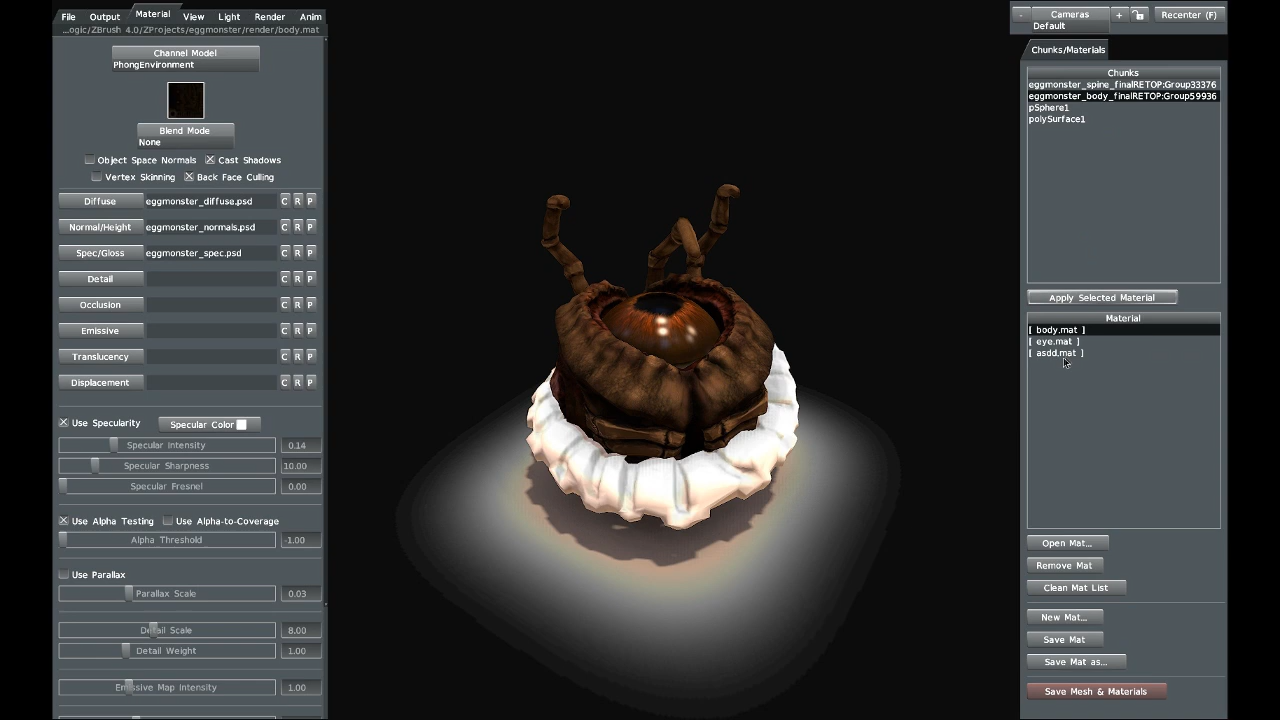 File Output Material View Light Render Anim
...ogic/ZBrush 4.0/ZProjects/eggmonster/render/body.mat
Channel Model
PhongEnvironment
Blend Mode
None
Object Space Normals Cast Shadows
Vertex Skinning Back Face Culling
Diffuse eggmonster_diffuse.psd C R P
Normal/Height eggmonster_normals.psd C R P
Spec/Gloss eggmonster_spec.psd C R P
Detail C R P
Occlusion C R P
Emissive C R P
Translucency C R P
Displacement C R P
Use Specularity Specular Color
Specular Intensity 0.14
Specular Sharpness 10.00
Specular Fresnel 0.00
Use Alpha Testing Use Alpha-to-Coverage
Alpha Threshold -1.00
Use Parallax
Parallax Scale 0.03
Detail Scale 8.00
Detail Weight 1.00
Emissive Map Intensity 1.00
- Cameras + Recenter (F)
Default
Chunks/Materials
Chunks
eggmonster_spine_finalRETOP:Group33376
eggmonster_body_finalRETOP:Group59936
pSphere1
polySurface1
Apply Selected Material
Material
[ body.mat ]
[ eye.mat ]
[ asdd.mat ]
Open Mat...
Remove Mat
Clean Mat List
New Mat...
Save Mat
Save Mat as...
Save Mesh & Materials